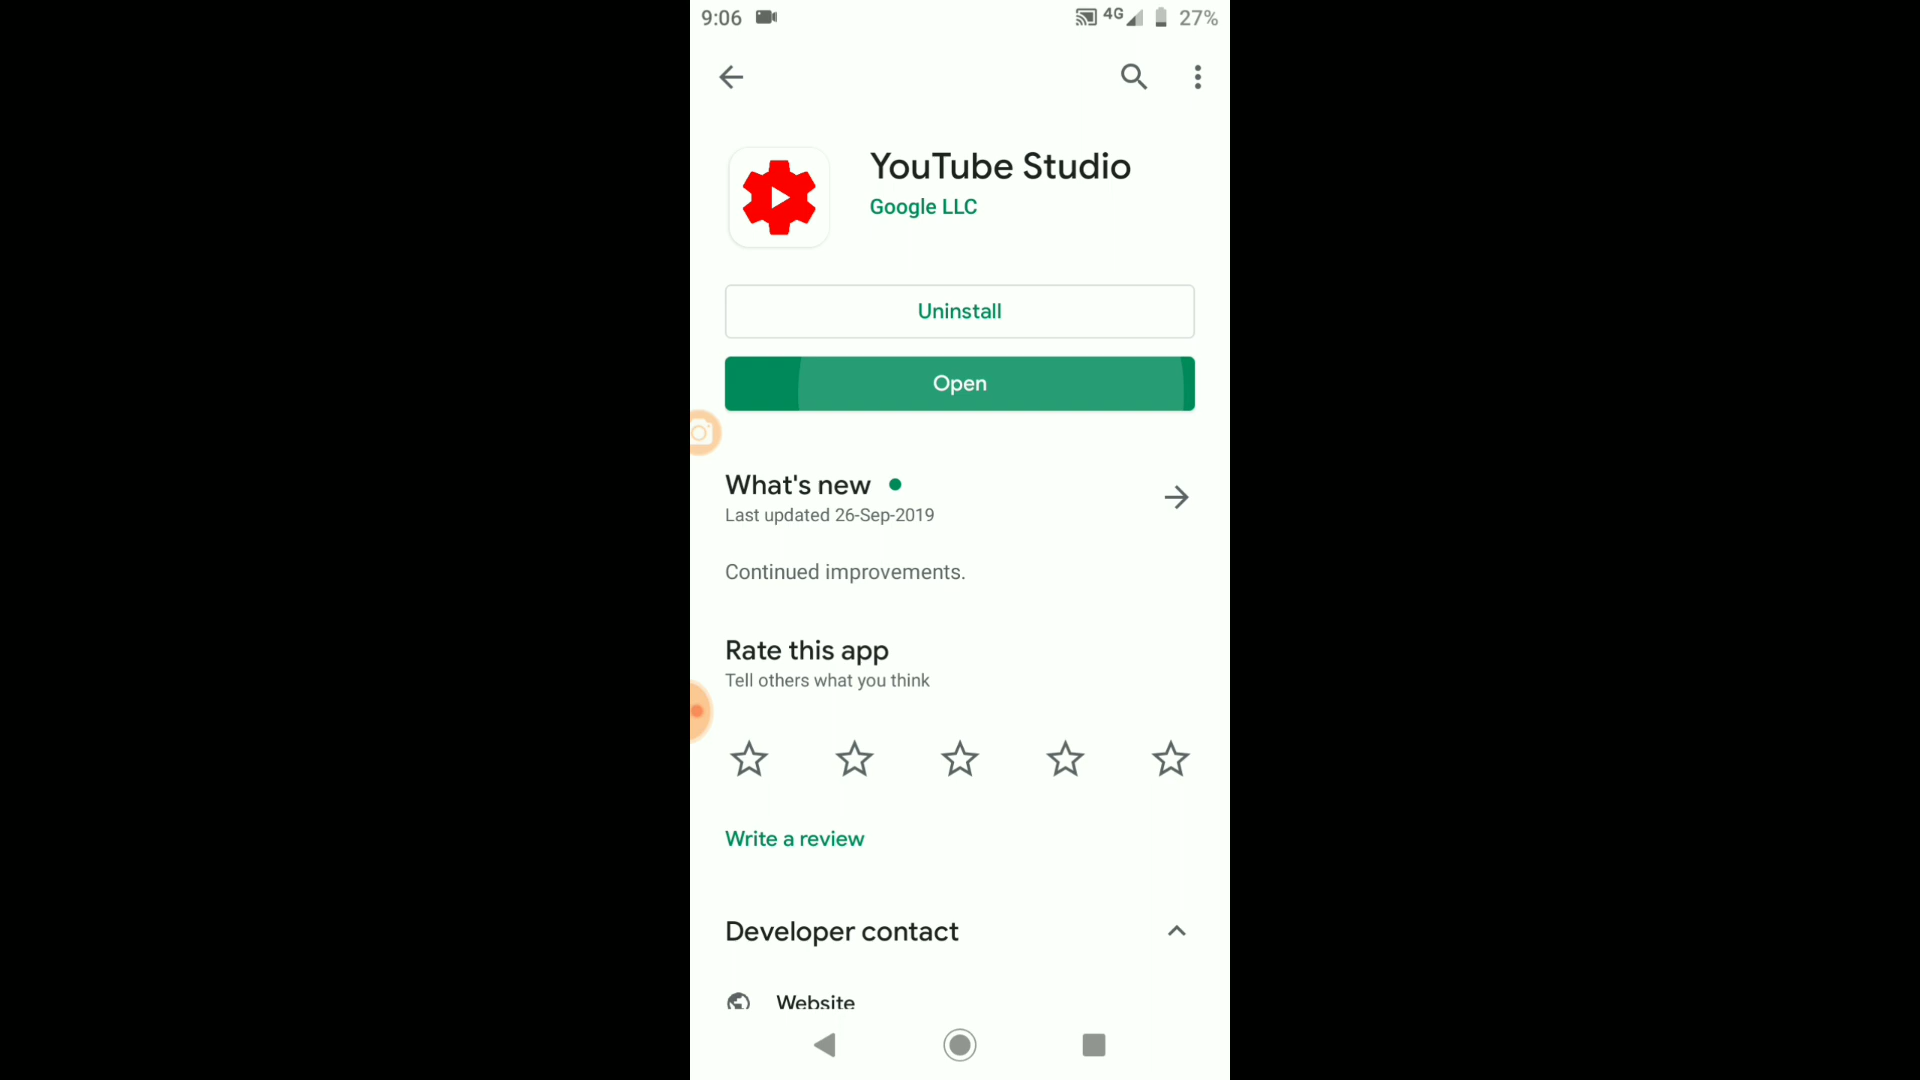 9:06 4G 27%
YouTube Studio
Google LLC
Uninstall
Open
What's new
Last updated 26-Sep-2019
Continued improvements.
Rate this app
Tell others what you think
Write a review
Developer contact
Website